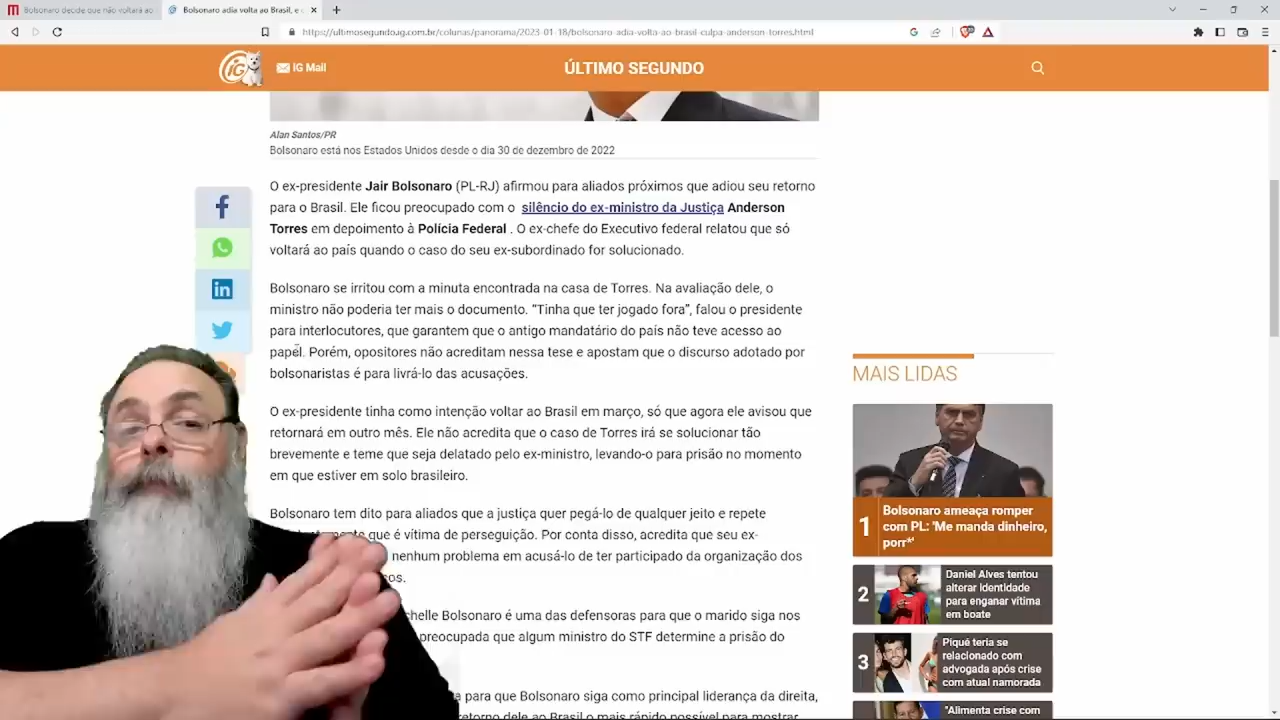 Bolsonaro decide que não voltará ao
Bolsonaro adia volta ao Brasil, e c
https://ultimosegundo.ig.com.br/colunas/panorama/2023-01-18/bolsonaro-adia-volta-ao-brasil-culpa-anderson-torres.html
iG
iG Mail
ÚLTIMO SEGUNDO
Alan Santos/PR
Bolsonaro está nos Estados Unidos desde o dia 30 de dezembro de 2022
O ex-presidente Jair Bolsonaro (PL-RJ) afirmou para aliados próximos que adiou seu retorno
para o Brasil. Ele ficou preocupado com o silêncio do ex-ministro da Justiça Anderson
Torres em depoimento à Polícia Federal . O ex-chefe do Executivo federal relatou que só
voltará ao país quando o caso do seu ex-subordinado for solucionado.
Bolsonaro se irritou com a minuta encontrada na casa de Torres. Na avaliação dele, o
ministro não poderia ter mais o documento. “Tinha que ter jogado fora”, falou o presidente
para interlocutores, que garantem que o antigo mandatário do país não teve acesso ao
papel. Porém, opositores não acreditam nessa tese e apostam que o discurso adotado por
bolsonaristas é para livrá-lo das acusações.
O ex-presidente tinha como intenção voltar ao Brasil em março, só que agora ele avisou que
retornará em outro mês. Ele não acredita que o caso de Torres irá se solucionar tão
brevemente e teme que seja delatado pelo ex-ministro, levando-o para prisão no momento
em que estiver em solo brasileiro.
Bolsonaro tem dito para aliados que a justiça quer pegá-lo de qualquer jeito e repete
que é vítima de perseguição. Por conta disso, acredita que seu ex-
nenhum problema em acusá-lo de ter participado da organização dos
chelle Bolsonaro é uma das defensoras para que o marido siga nos
preocupada que algum ministro do STF determine a prisão do
a para que Bolsonaro siga como principal liderança da direita,
retorno dele ao Brasil o mais rápido possível para mostrar
MAIS LIDAS
1
Bolsonaro ameaça romper
com PL: 'Me manda dinheiro,
porr*'
2
Daniel Alves tentou
alterar identidade
para enganar vítima
em boate
3
Piqué teria se
relacionado com
advogada após crise
com atual namorada
"Alimenta crise com